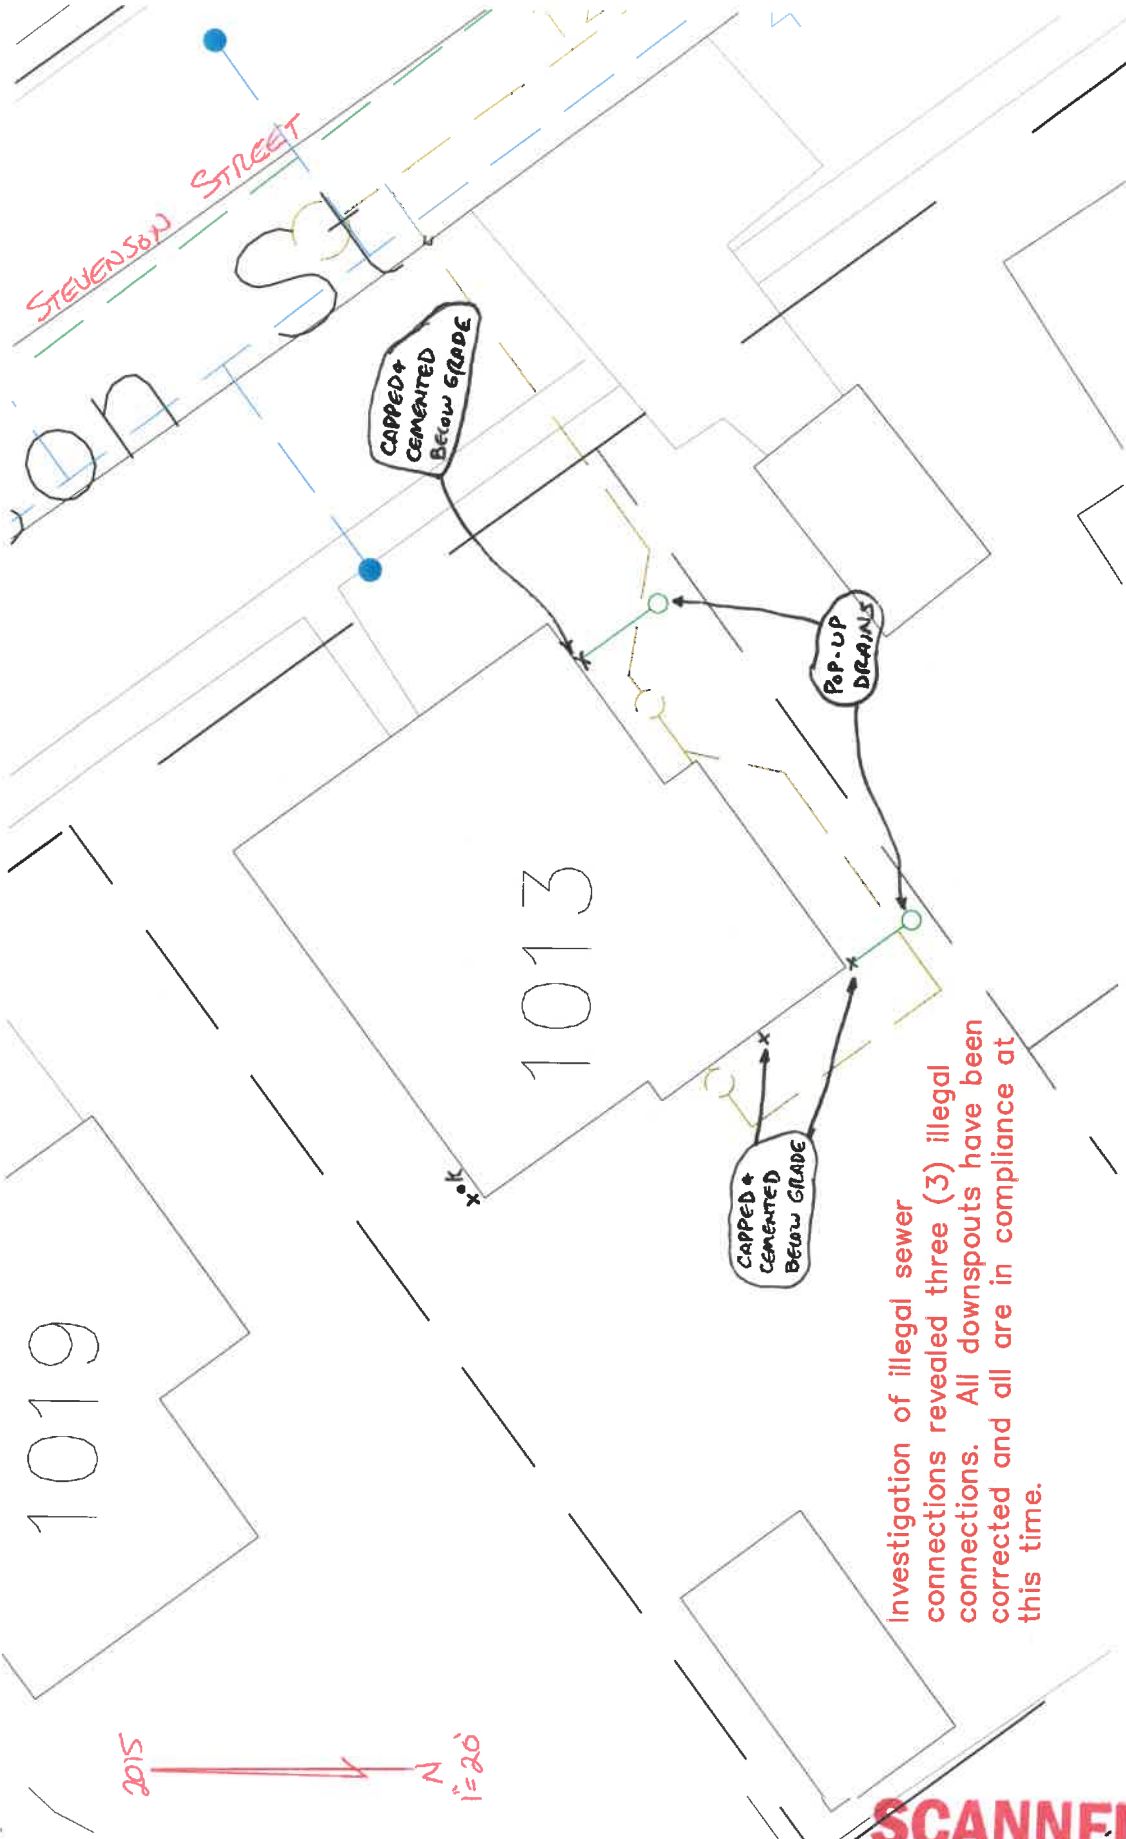 2015
N
1"=20'
1019
1013
on St
STEVENSON STREET
CAPPED &
CEMENTED
BELOW GRADE
POP-UP
DRAINS
CAPPED &
CEMENTED
BELOW GRADE
K
Investigation of illegal sewer
connections revealed three (3) illegal
connections. All downspouts have been
corrected and all are in compliance at
this time.